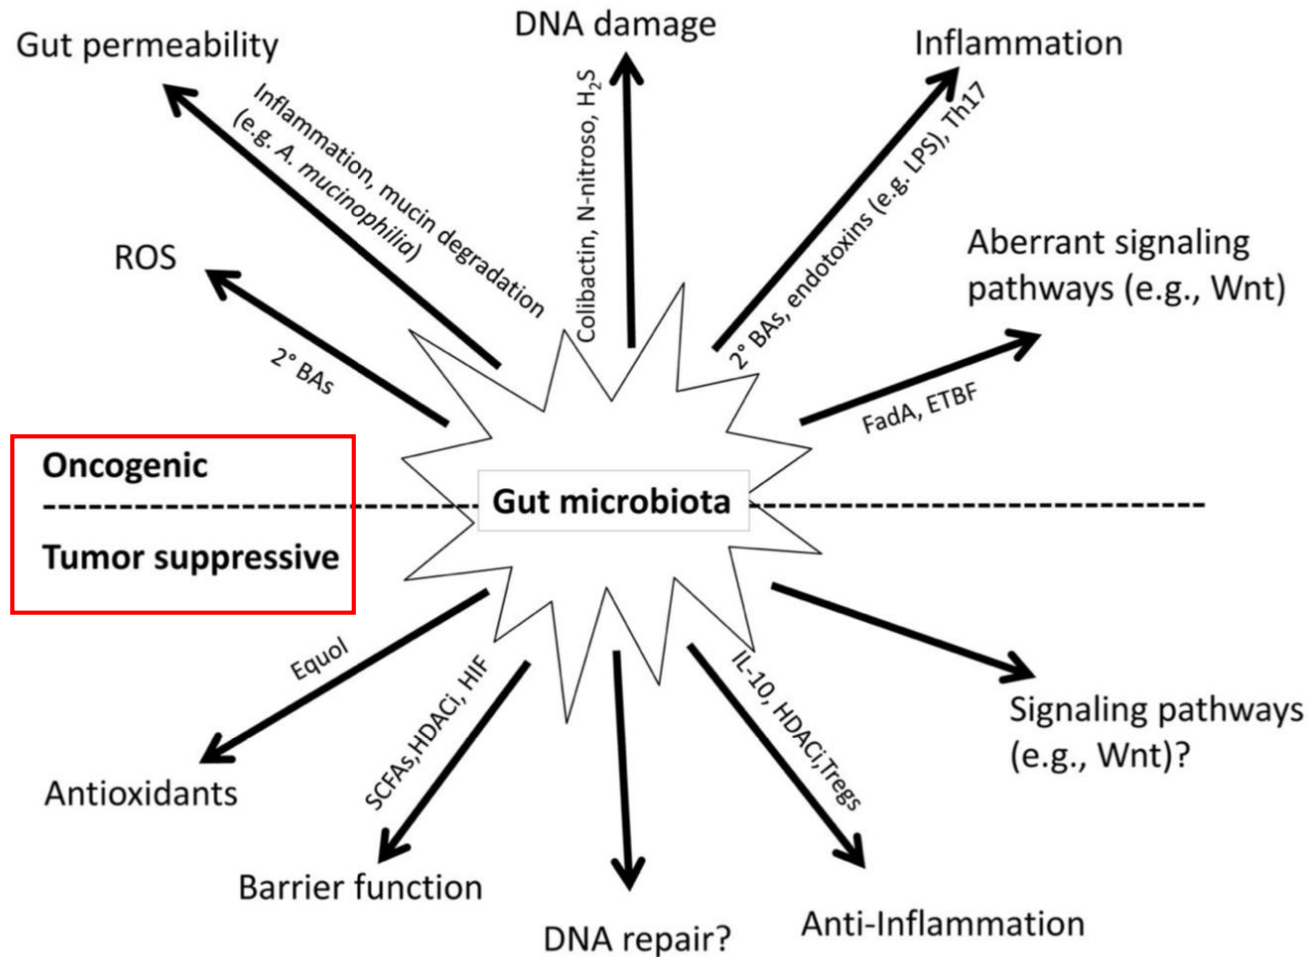 DNA damage
Gut permeability
Inflammation
Inflammation, mucin degradation
(e.g. A. mucinophilia)
Colibactin, N-nitroso, H₂S
2° BAs, endotoxins (e.g. LPS), Th17
ROS
2° BAs
Aberrant signaling
pathways (e.g., Wnt)
FadA, ETBF
Oncogenic
Gut microbiota
Tumor suppressive
Equol
SCFAs,HDACi, HIF
IL-10, HDACi,Tregs
Signaling pathways
(e.g., Wnt)?
Antioxidants
Barrier function
Anti-Inflammation
DNA repair?